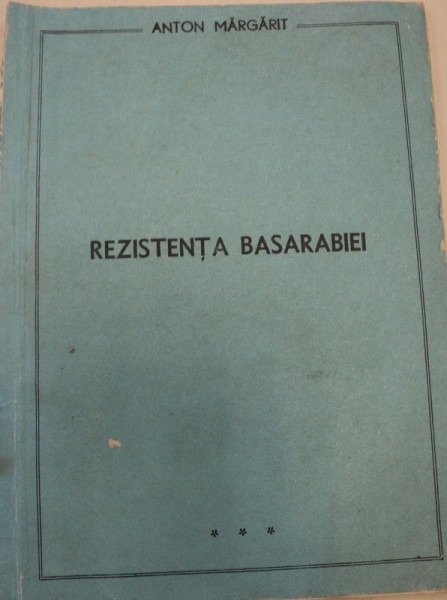 ANTON MĂRGĂRIT
REZISTENȚA BASARABIEI
* * *